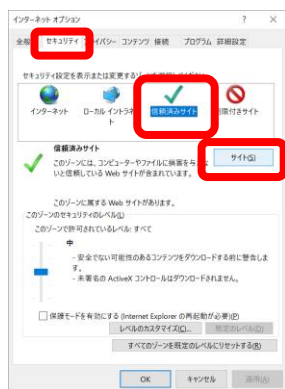 インターネット オプション
全般 セキュリティ プライバシー コンテンツ 接続 プログラム 詳細設定
セキュリティ設定を表示または変更する
インターネット ローカル イントラネット 信頼済みサイト 制限付きサイト
信頼済みサイト
このゾーンには、コンピューターやファイルに損害を与え
ないと信頼している Web サイトが含まれています。
サイト(S)
このゾーンに属する Web サイトがあります。
このゾーンのセキュリティのレベル(L)
このゾーンで許可されているレベル: すべて
中
- 安全でない可能性のあるコンテンツをダウンロードする前に警告しま
す。
- 未署名の ActiveX コントロールはダウンロードされません。
保護モードを有効にする (Internet Explorer の再起動が必要)(P)
レベルのカスタマイズ(C)... 既定のレベル(D)
すべてのゾーンを既定のレベルにリセットする(R)
OK キャンセル 適用(A)